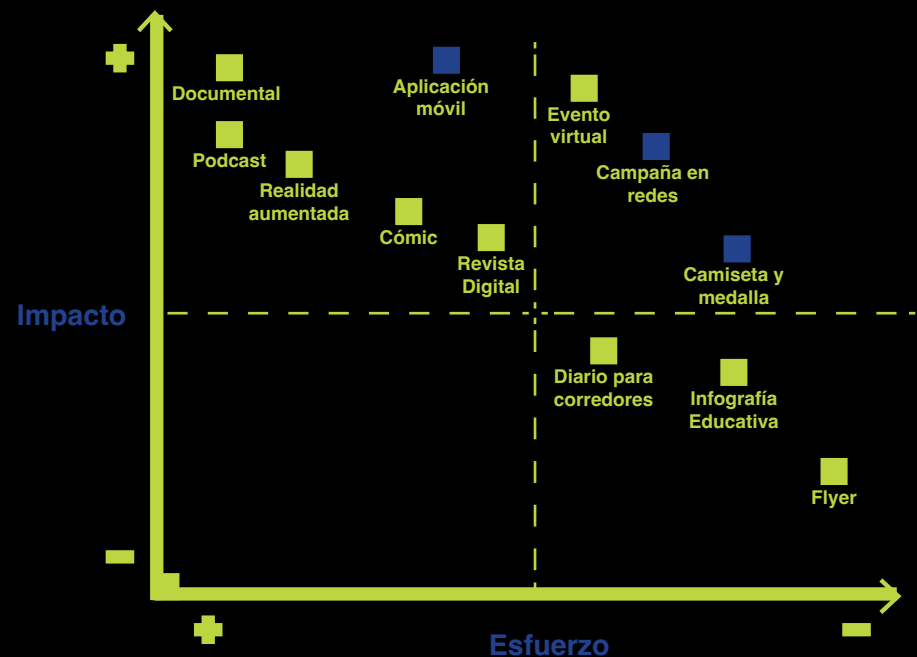 Documental
Aplicación
móvil
Evento
virtual
Podcast
Campaña en
redes
Realidad
aumentada
Cómic
Revista
Digital
Camiseta y
medalla
Impacto
Diario para
corredores
Infografía
Educativa
Flyer
Esfuerzo